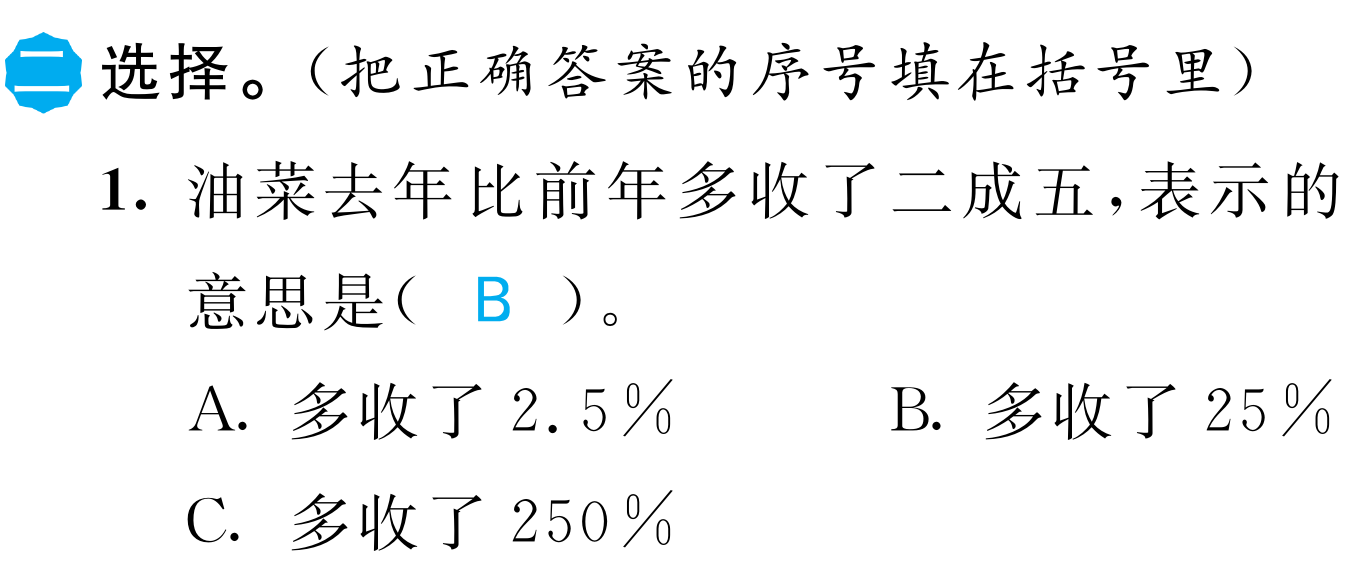 二 选择。(把正确答案的序号填在括号里)
1. 油菜去年比前年多收了二成五,表示的
意思是( B )。
A. 多收了 2.5% B. 多收了 25%
C. 多收了 250%